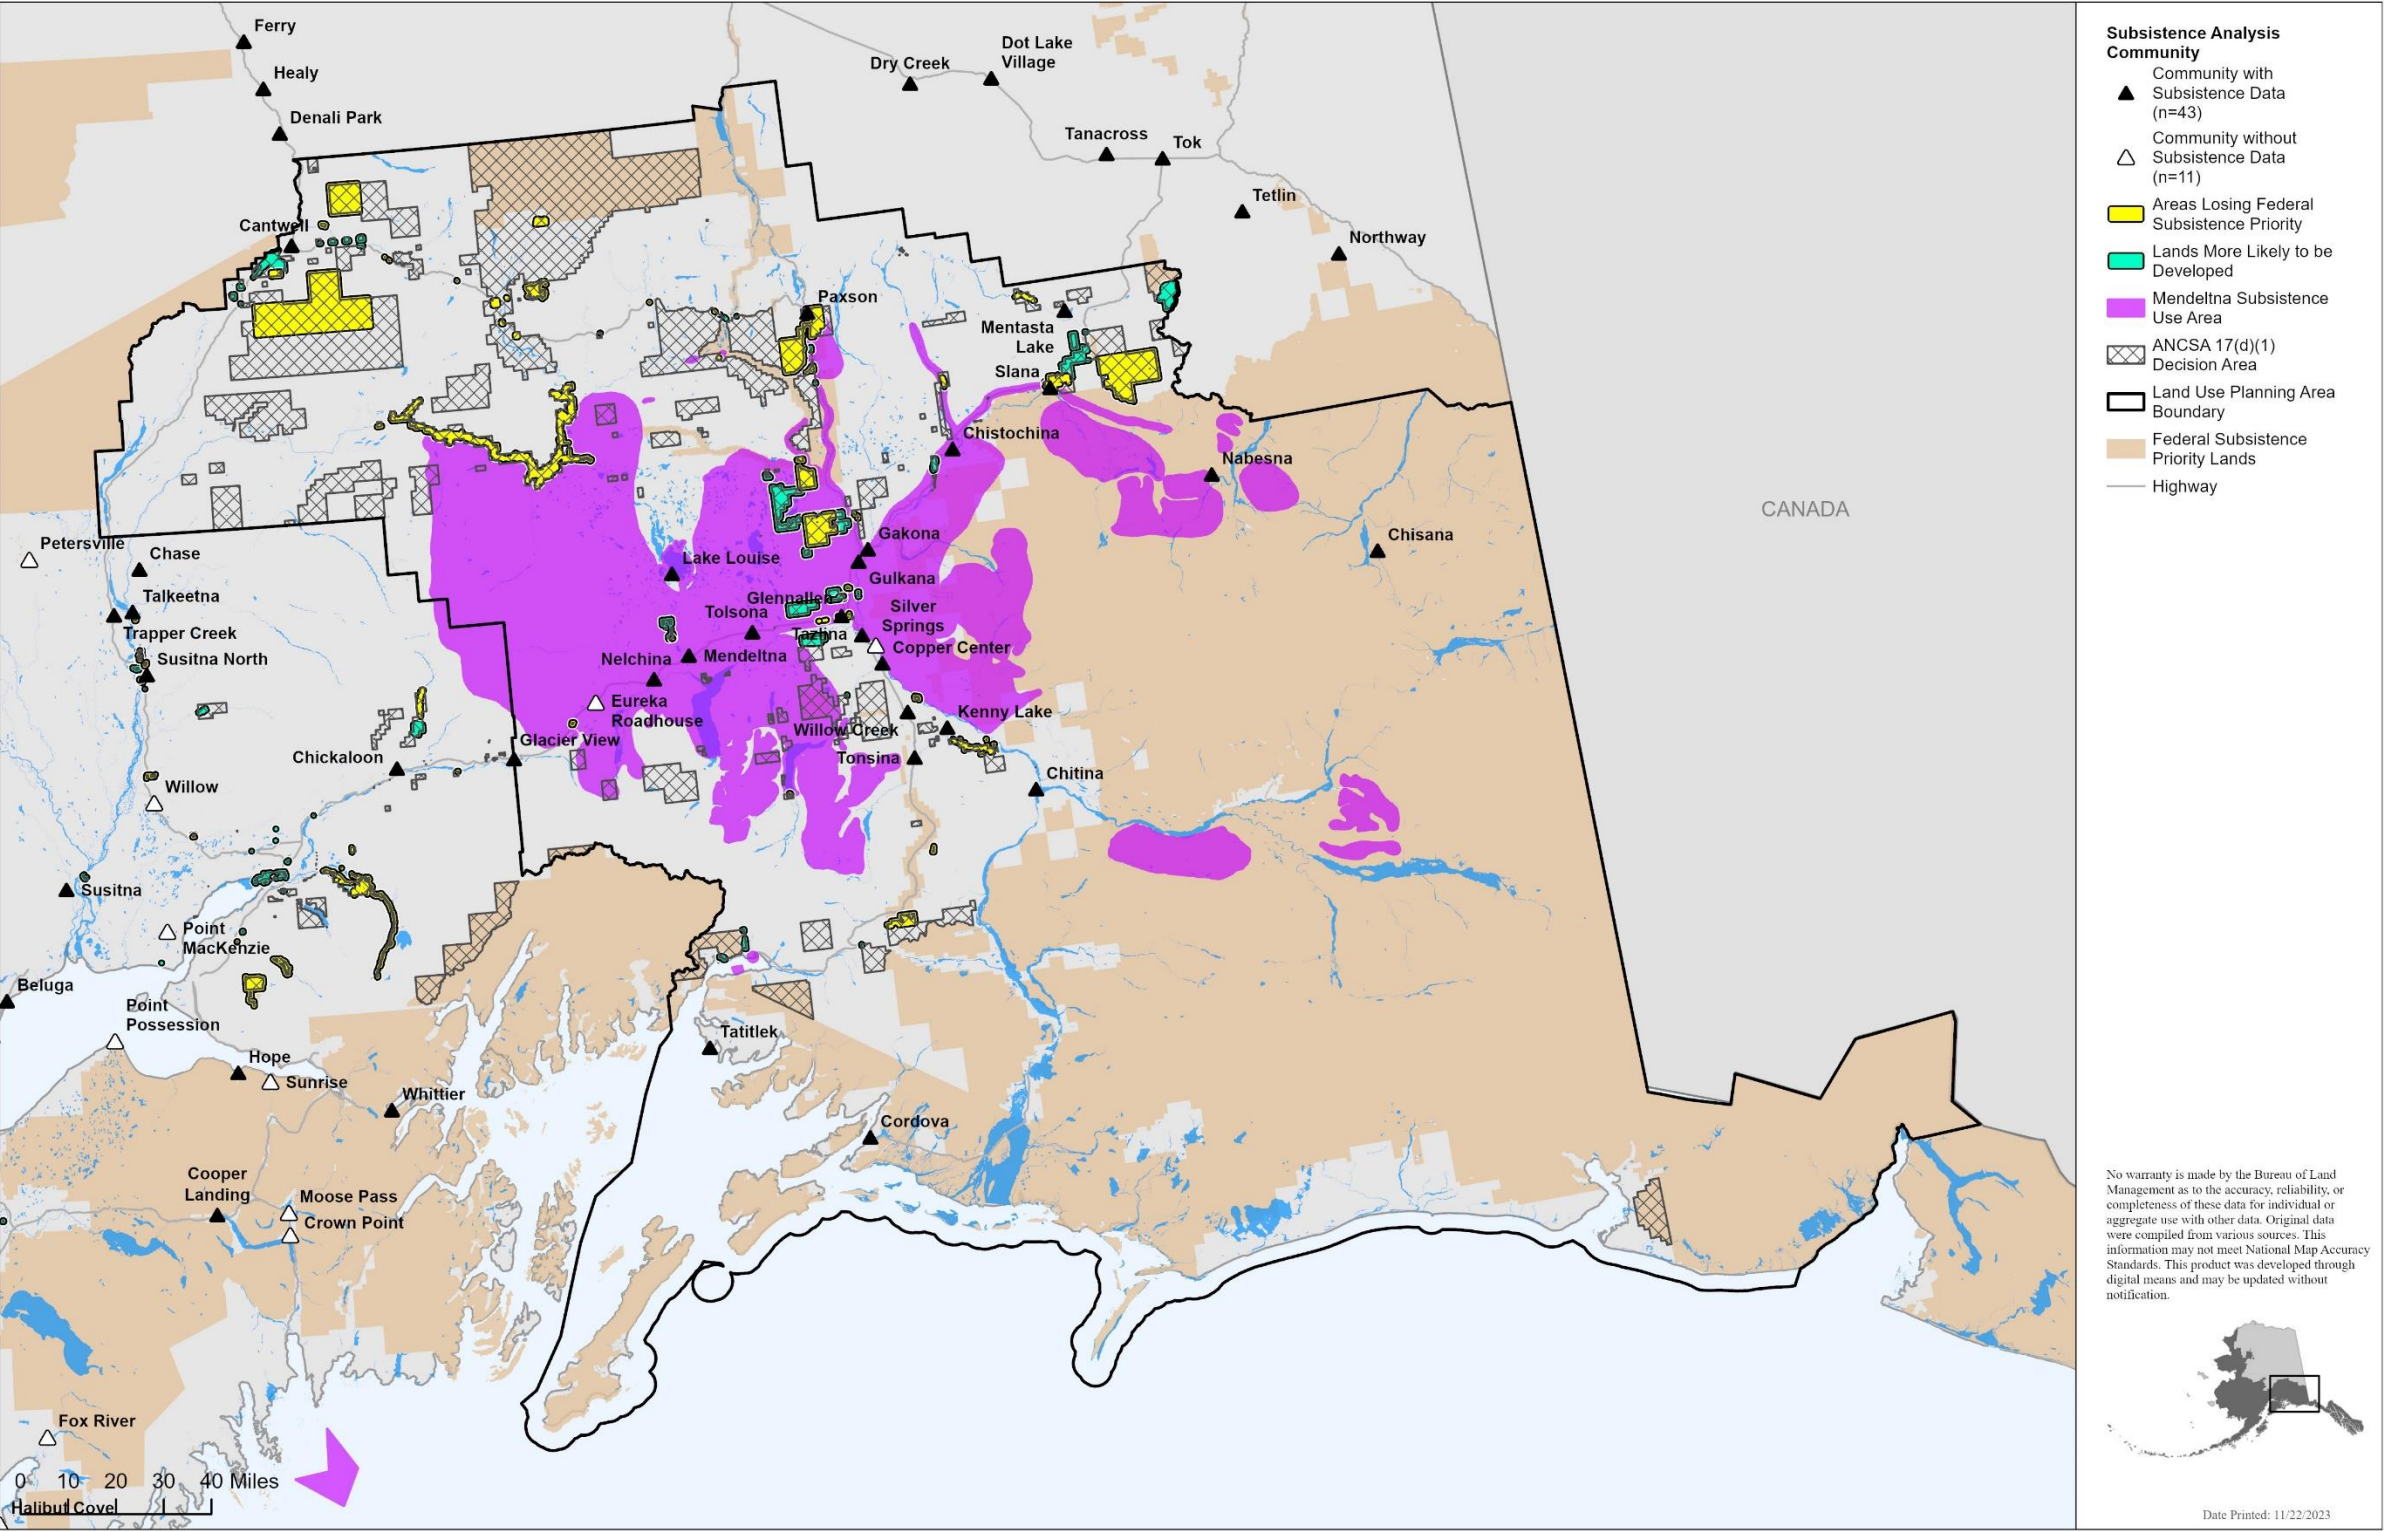 Ferry
Healy
Denali Park
Dry Creek
Dot Lake
Village
Tanacross
Tok
Tetlin
Northway
Cantwell
Paxson
Mentasta
Lake
Slana
Chistochina
Nabesna
CANADA
Chisana
Petersville
Chase
Talkeetna
Trapper Creek
Susitna North
Lake Louise
Gakona
Gulkana
Glennallen
Tolsona
Silver
Springs
Tazlina
Copper Center
Nelchina
Mendeltna
Eureka
Roadhouse
Kenny Lake
Willow Creek
Glacier View
Chickaloon
Tonsina
Chitina
Willow
Susitna
Point
MacKenzie
Beluga
Point
Possession
Tatitlek
Hope
Sunrise
Whittier
Cordova
Cooper
Landing
Moose Pass
Crown Point
Fox River
0 10 20 30 40 Miles
Halibut Cove
Subsistence Analysis
Community
Community with
Subsistence Data
(n=43)
Community without
Subsistence Data
(n=11)
Areas Losing Federal
Subsistence Priority
Lands More Likely to be
Developed
Mendeltna Subsistence
Use Area
ANCSA 17(d)(1)
Decision Area
Land Use Planning Area
Boundary
Federal Subsistence
Priority Lands
Highway
No warranty is made by the Bureau of Land
Management as to the accuracy, reliability, or
completeness of these data for individual or
aggregate use with other data. Original data
were compiled from various sources. This
information may not meet National Map Accuracy
Standards. This product was developed through
digital means and may be updated without
notification.
Date Printed: 11/22/2023